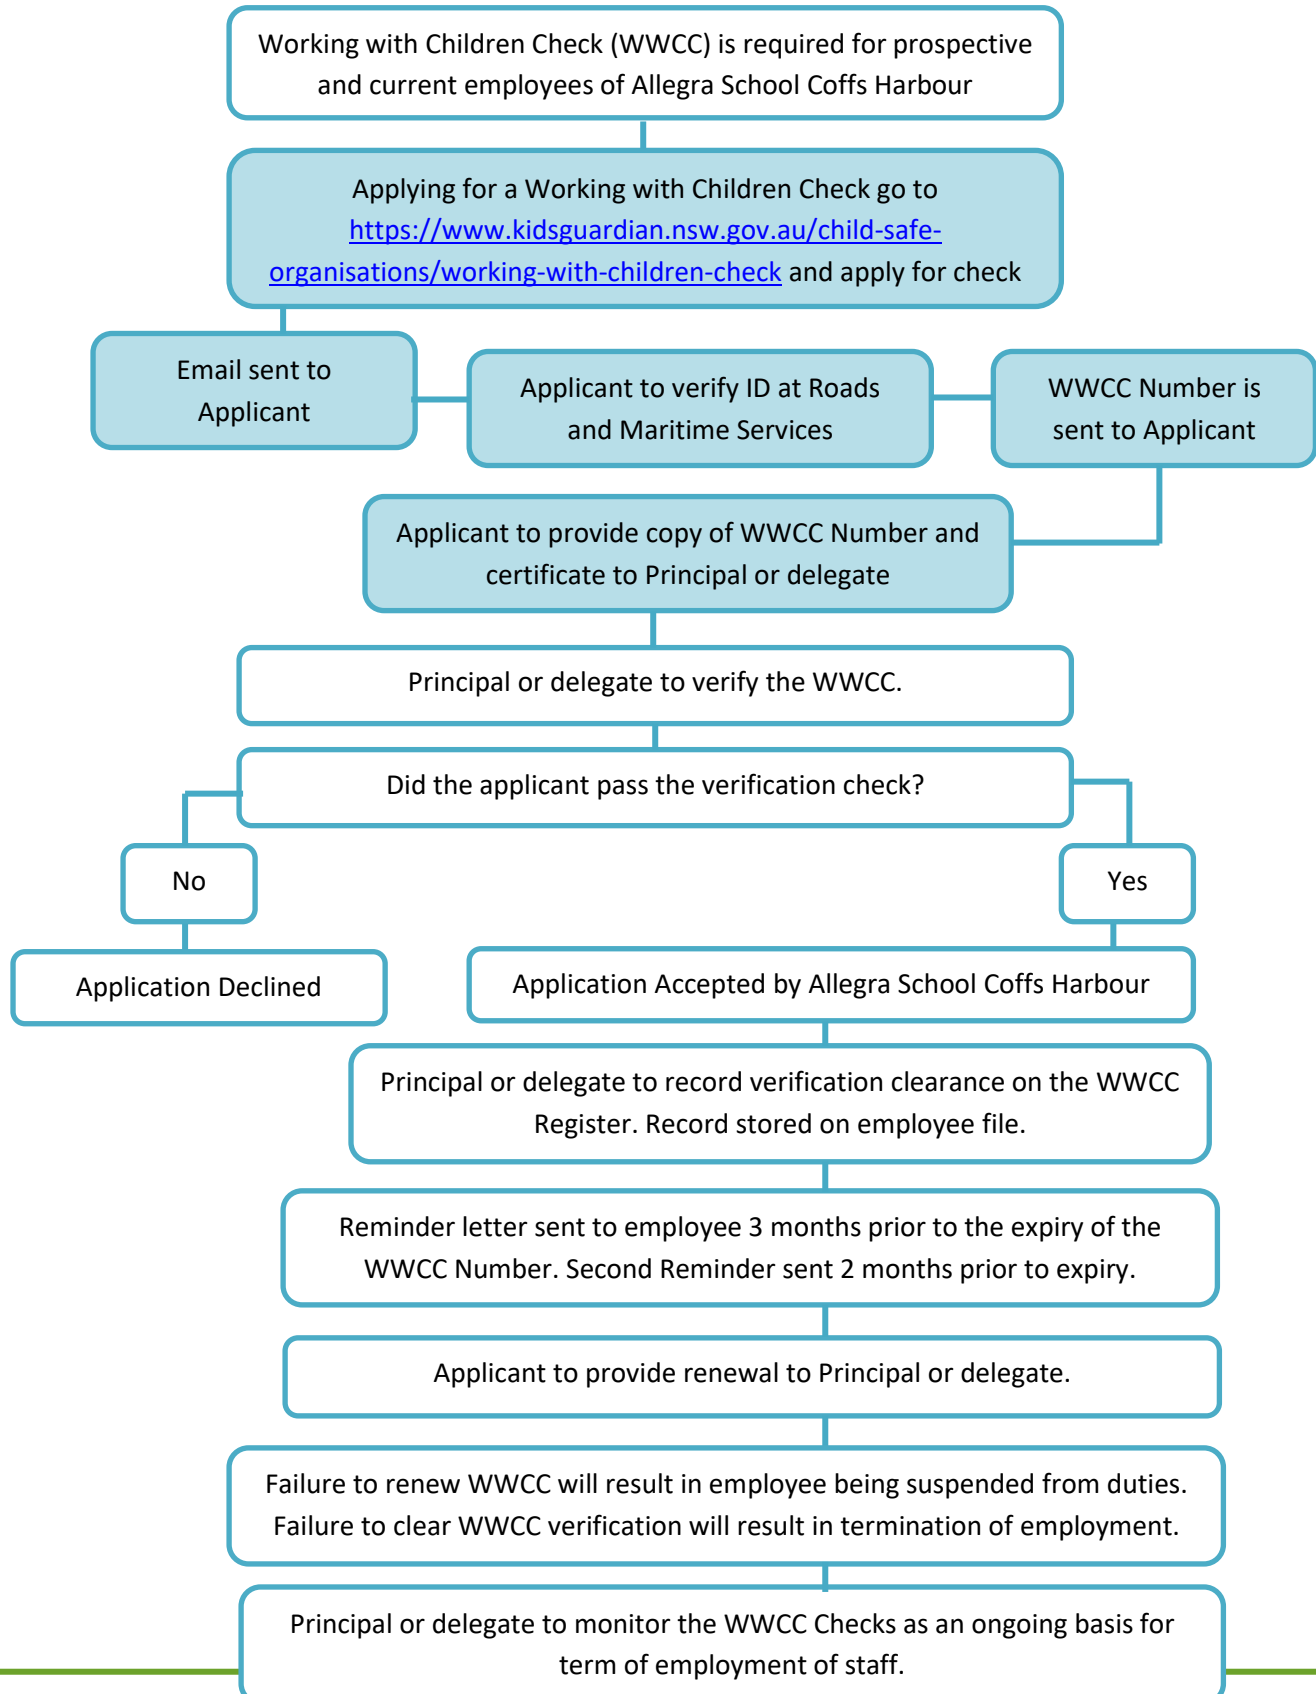 Working with Children Check (WWCC) is required for prospective
and current employees of Allegra School Coffs Harbour
Applying for a Working with Children Check go to
https://www.kidsguardian.nsw.gov.au/child-safe-
organisations/working-with-children-check and apply for check
Email sent to
Applicant
Applicant to verify ID at Roads
and Maritime Services
WWCC Number is
sent to Applicant
Applicant to provide copy of WWCC Number and
certificate to Principal or delegate
Principal or delegate to verify the WWCC.
Did the applicant pass the verification check?
No
Yes
Application Declined
Application Accepted by Allegra School Coffs Harbour
Principal or delegate to record verification clearance on the WWCC
Register. Record stored on employee file.
Reminder letter sent to employee 3 months prior to the expiry of the
WWCC Number. Second Reminder sent 2 months prior to expiry.
Applicant to provide renewal to Principal or delegate.
Failure to renew WWCC will result in employee being suspended from duties.
Failure to clear WWCC verification will result in termination of employment.
Principal or delegate to monitor the WWCC Checks as an ongoing basis for
term of employment of staff.